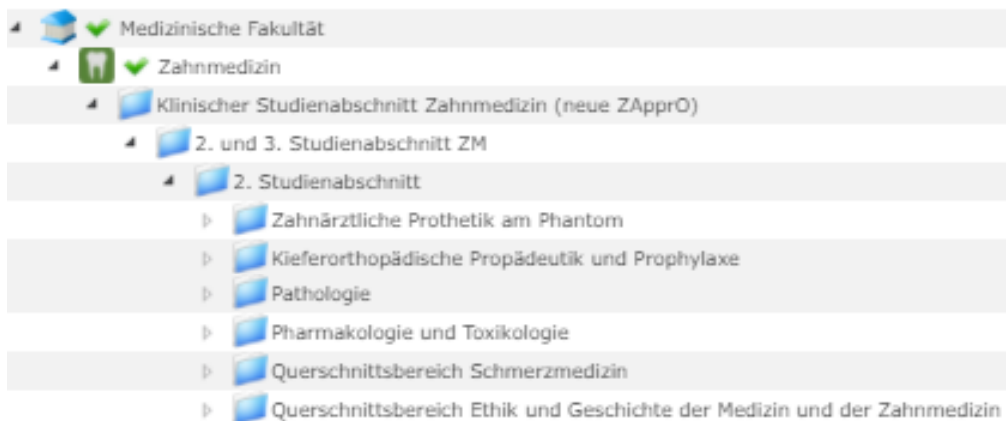 Medizinische Fakultät
Zahnmedizin
Klinischer Studienabschnitt Zahnmedizin (neue ZApprO)
2. und 3. Studienabschnitt ZM
2. Studienabschnitt
Zahnärztliche Prothetik am Phantom
Kieferorthopädische Propädeutik und Prophylaxe
Pathologie
Pharmakologie und Toxikologie
Querschnittsbereich Schmerzmedizin
Querschnittsbereich Ethik und Geschichte der Medizin und der Zahnmedizin